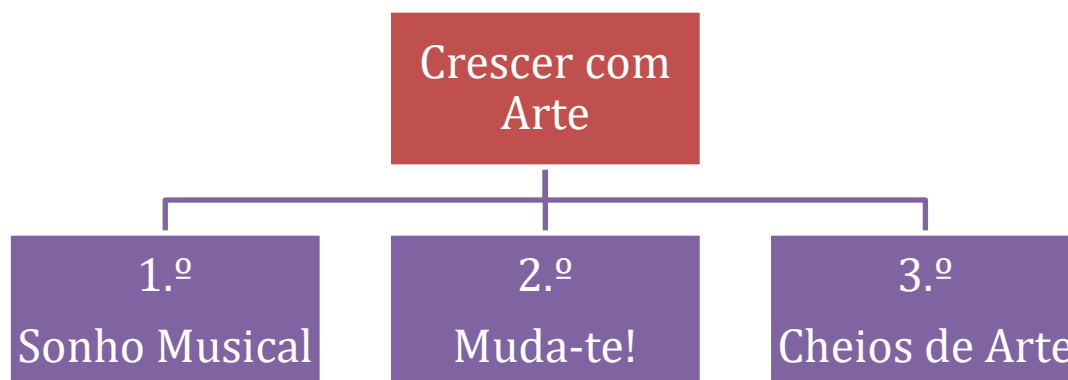 Crescer com
Arte
1.º
Sonho Musical
2.º
Muda-te!
3.º
Cheios de Arte